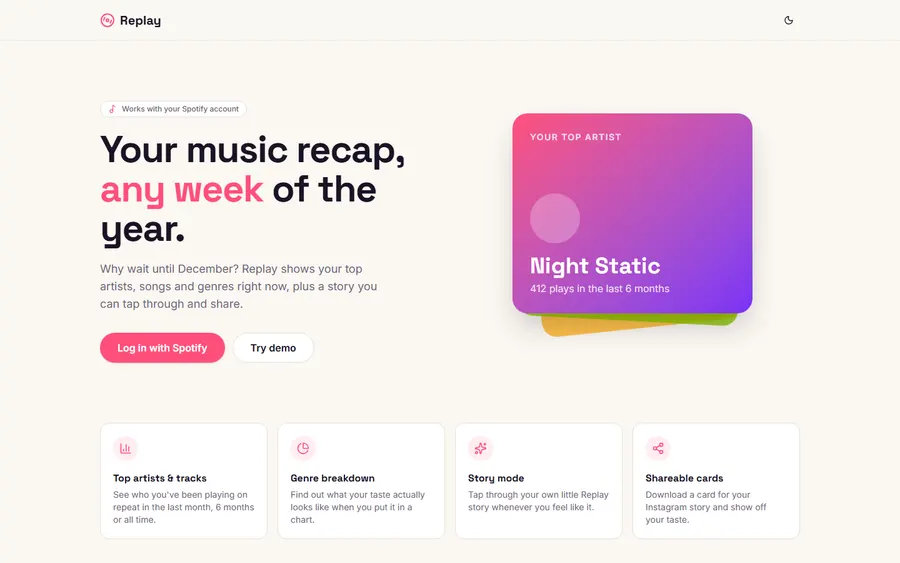 Replay
Works with your Spotify account
Your music recap,
any week of the
year.
Why wait until December? Replay shows your top
artists, songs and genres right now, plus a story you
can tap through and share.
Log in with Spotify
Try demo
YOUR TOP ARTIST
Night Static
412 plays in the last 6 months
Top artists & tracks
See who you've been playing on
repeat in the last month, 6 months
or all time.
Genre breakdown
Find out what your taste actually
looks like when you put it in a
chart.
Story mode
Tap through your own little Replay
story whenever you feel like it.
Shareable cards
Download a card for your
Instagram story and show off
your taste.